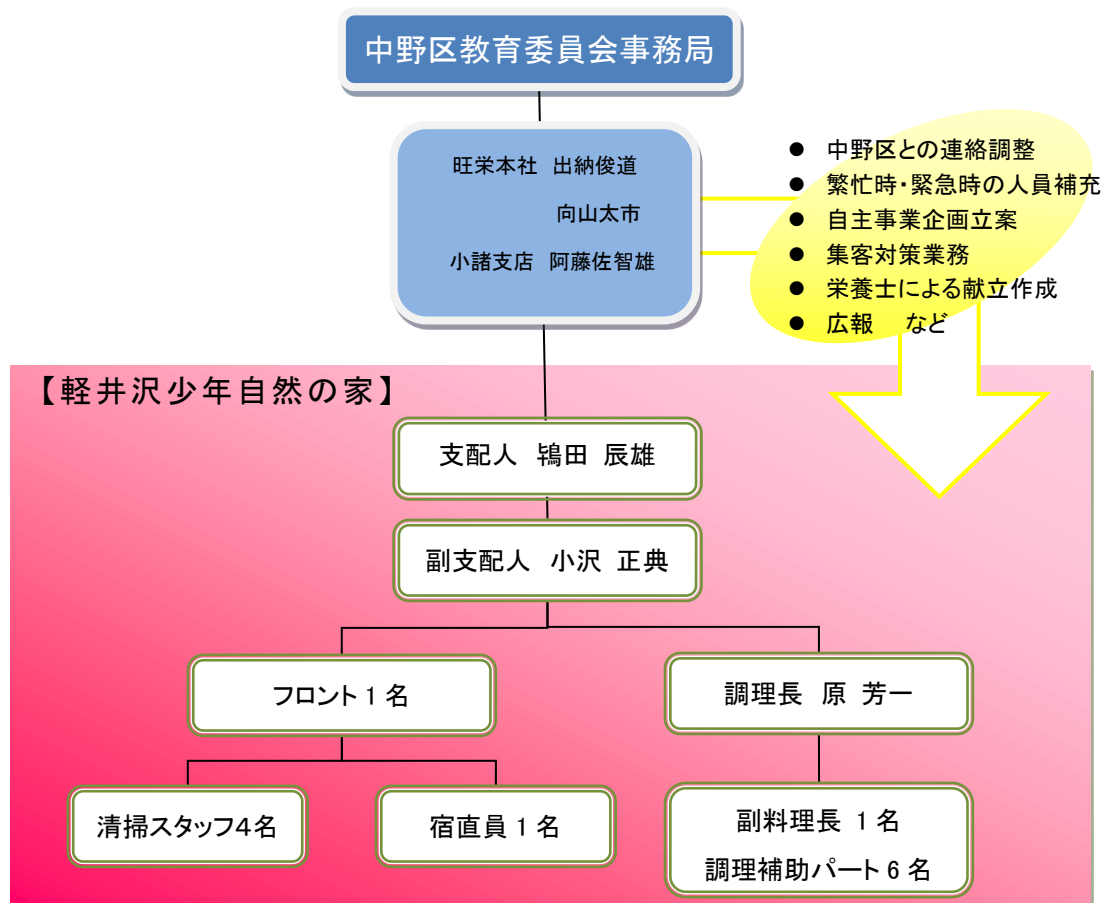 中野区教育委員会事務局
旺栄本社 出納俊道
向山太市
小諸支店 阿藤佐智雄
● 中野区との連絡調整
● 繁忙時・緊急時の人員補充
● 自主事業企画立案
● 集客対策業務
● 栄養士による献立作成
● 広報 など
【軽井沢少年自然の家】
支配人 鴇田 辰雄
副支配人 小沢 正典
フロント 1 名
調理長 原 芳一
清掃スタッフ4名
宿直員 1 名
副料理長 1 名
調理補助パート 6 名